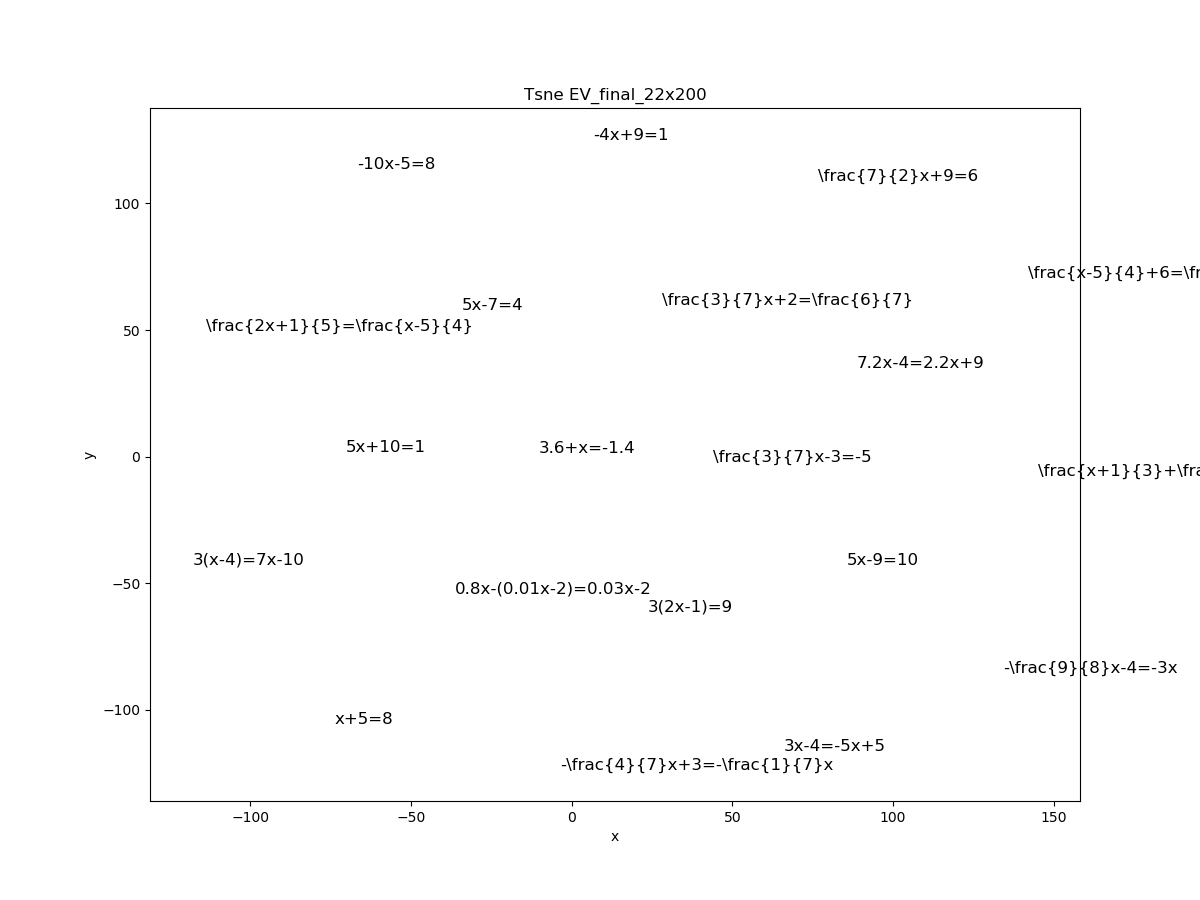 Tsne EV_final_22x200
-4x+9=1
-10x-5=8
\frac{7}{2}x+9=6
100
\frac{x-5}{4}+6=\fr
5x-7=4
\frac{3}{7}x+2=\frac{6}{7}
\frac{2x+1}{5}=\frac{x-5}{4}
50
7.2x-4=2.2x+9
5x+10=1
3.6+x=-1.4
\frac{3}{7}x-3=-5
0
y
\frac{x+1}{3}+\fra
3(x-4)=7x-10
5x-9=10
−50
0.8x-(0.01x-2)=0.03x-2
3(2x-1)=9
-\frac{9}{8}x-4=-3x
−100
x+5=8
3x-4=-5x+5
-\frac{4}{7}x+3=-\frac{1}{7}x
−100 −50 0 50 100 150
x